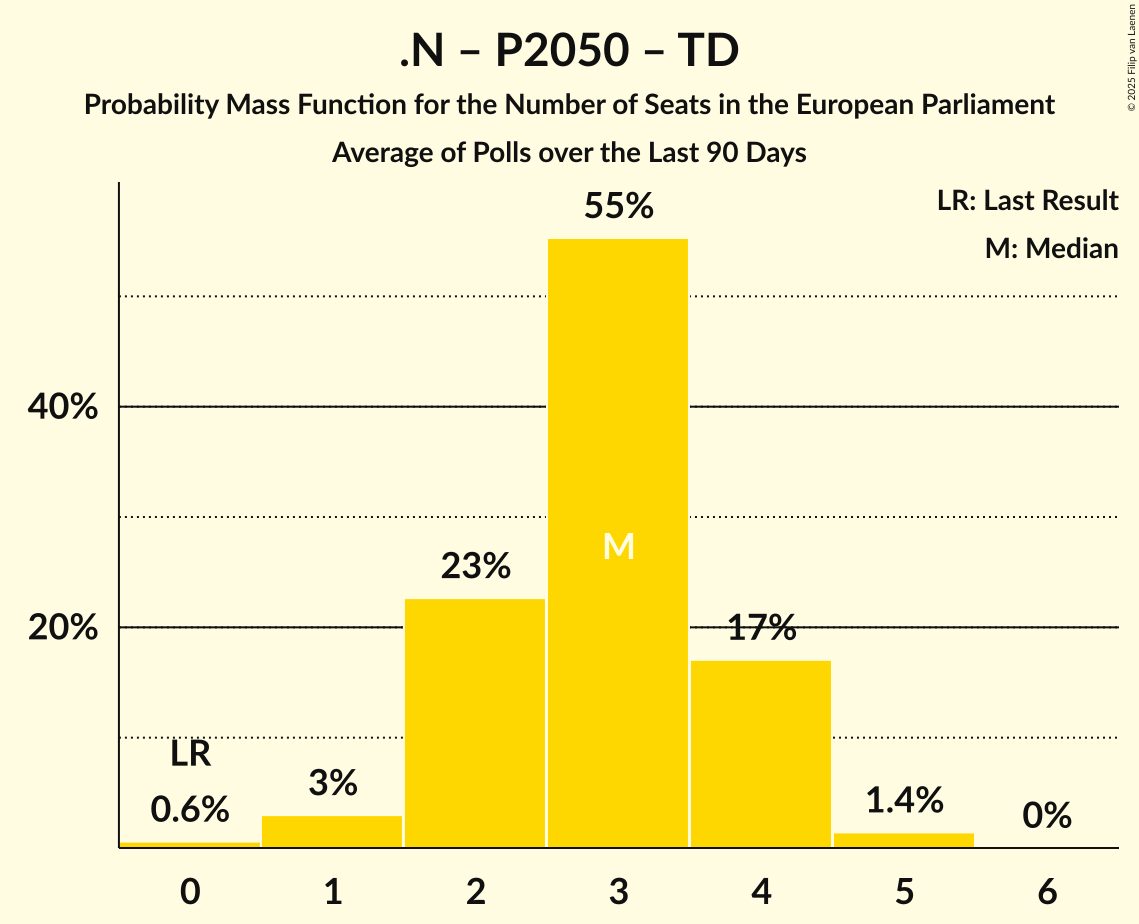 .N – P2050 – TD
Probability Mass Function for the Number of Seats in the European Parliament
Average of Polls over the Last 90 Days
© 2025 Filip van Laenen
LR: Last Result
M: Median
55%
40%
M
23%
20%
17%
LR
0.6%
3%
1.4%
0%
0 1 2 3 4 5 6